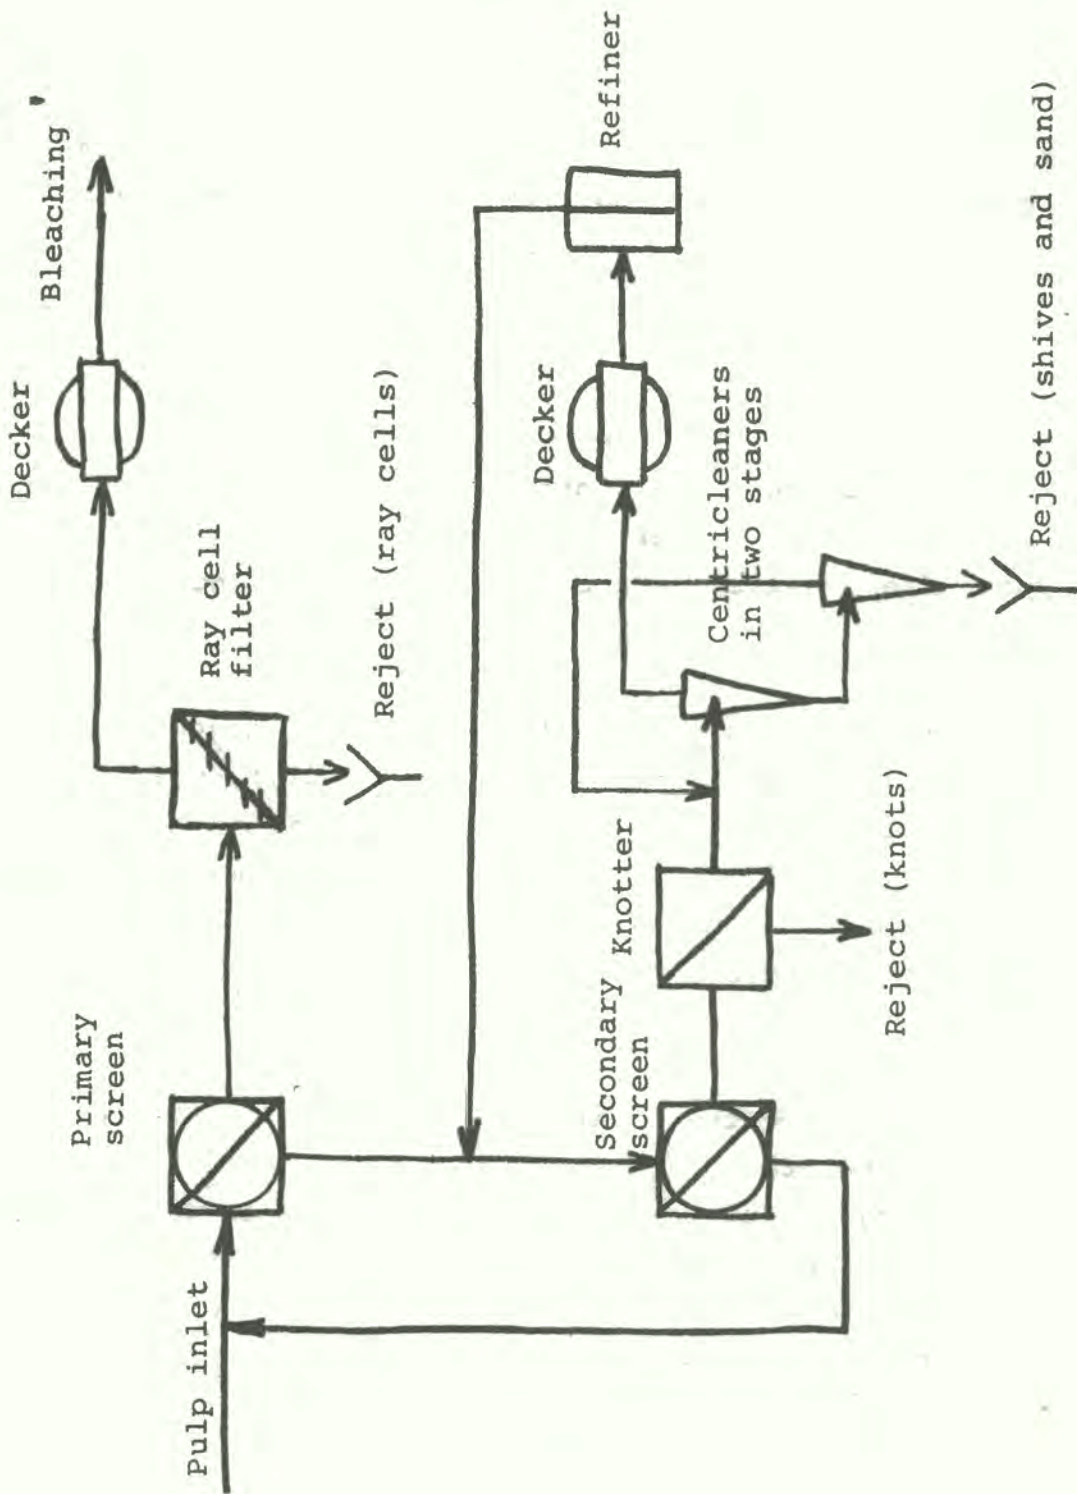 Pulp inlet
Primary
screen
Ray cell
filter
Decker
Bleaching
Reject (ray cells)
Secondary
screen
Knotter
Reject (knots)
Centricleaners
in two stages
Decker
Refiner
Reject (shives and sand)